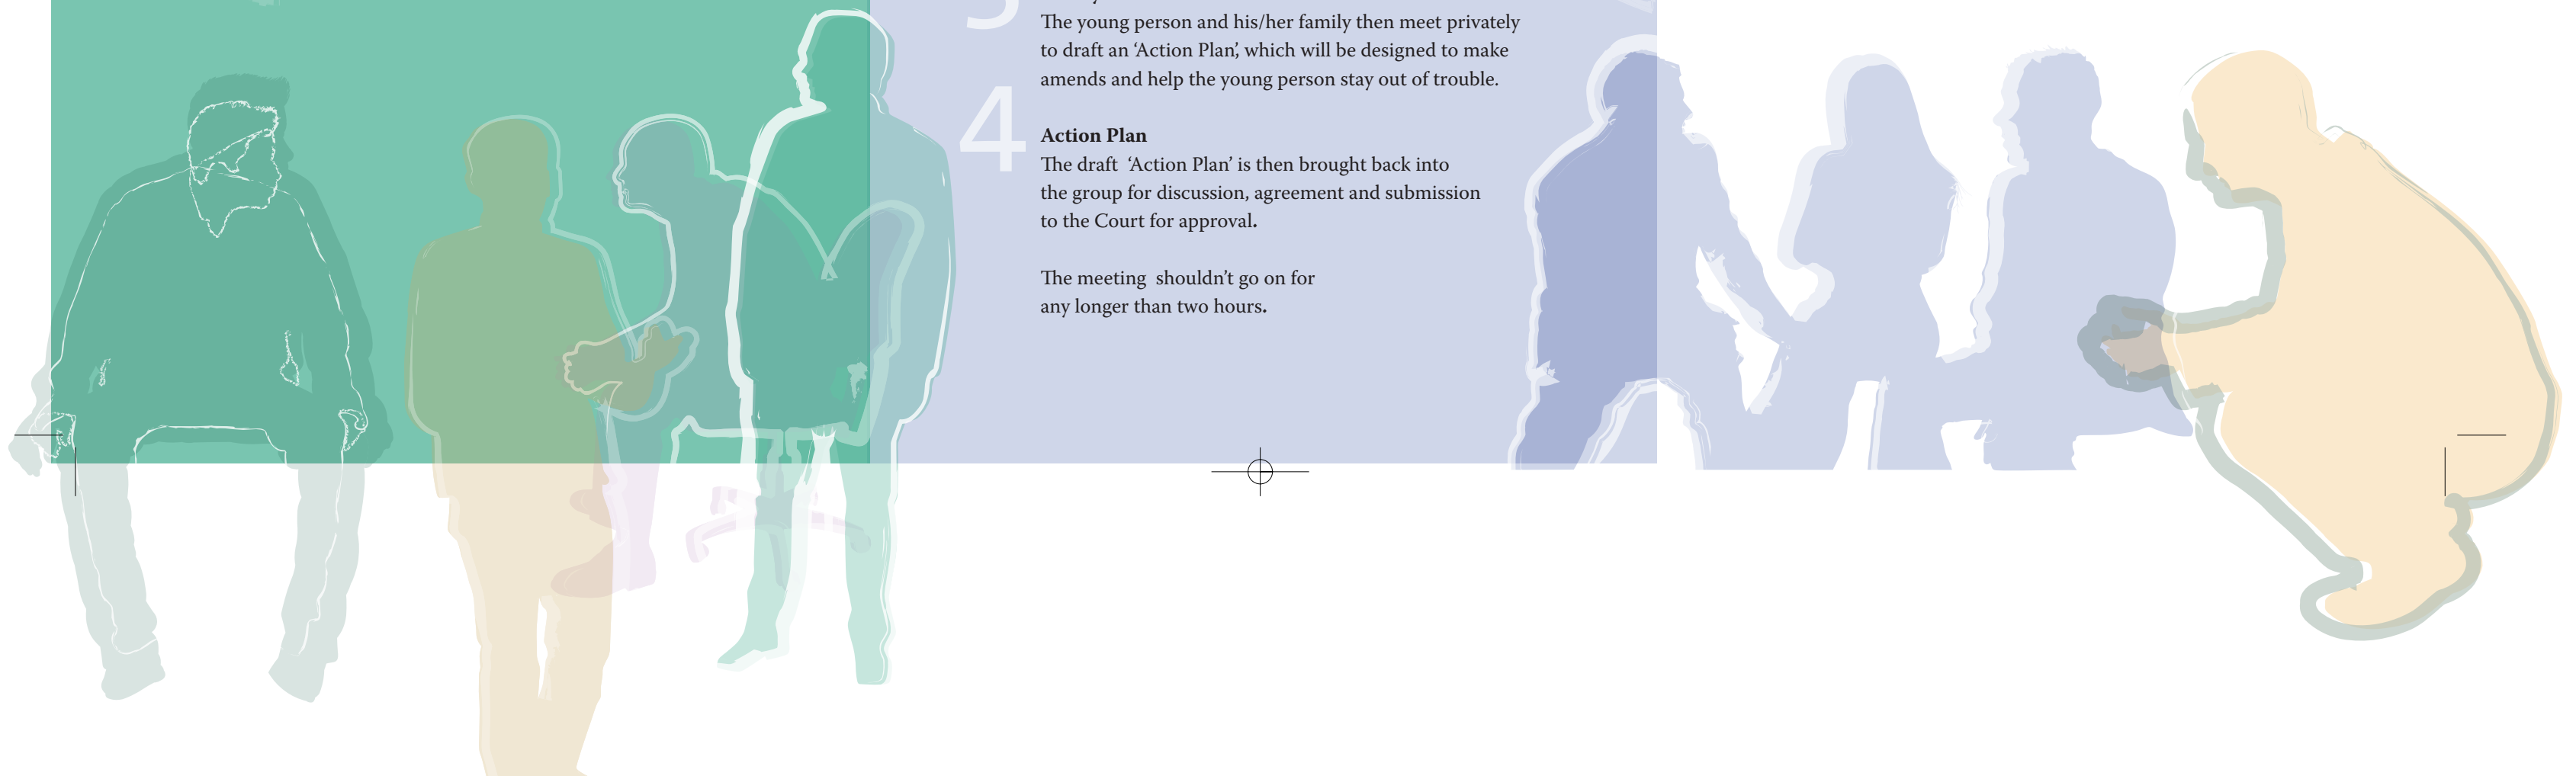 The young person and his/her family then meet privately
to draft an ‘Action Plan’, which will be designed to make
amends and help the young person stay out of trouble.
4
Action Plan
The draft ‘Action Plan’ is then brought back into
the group for discussion, agreement and submission
to the Court for approval.
The meeting shouldn’t go on for
any longer than two hours.